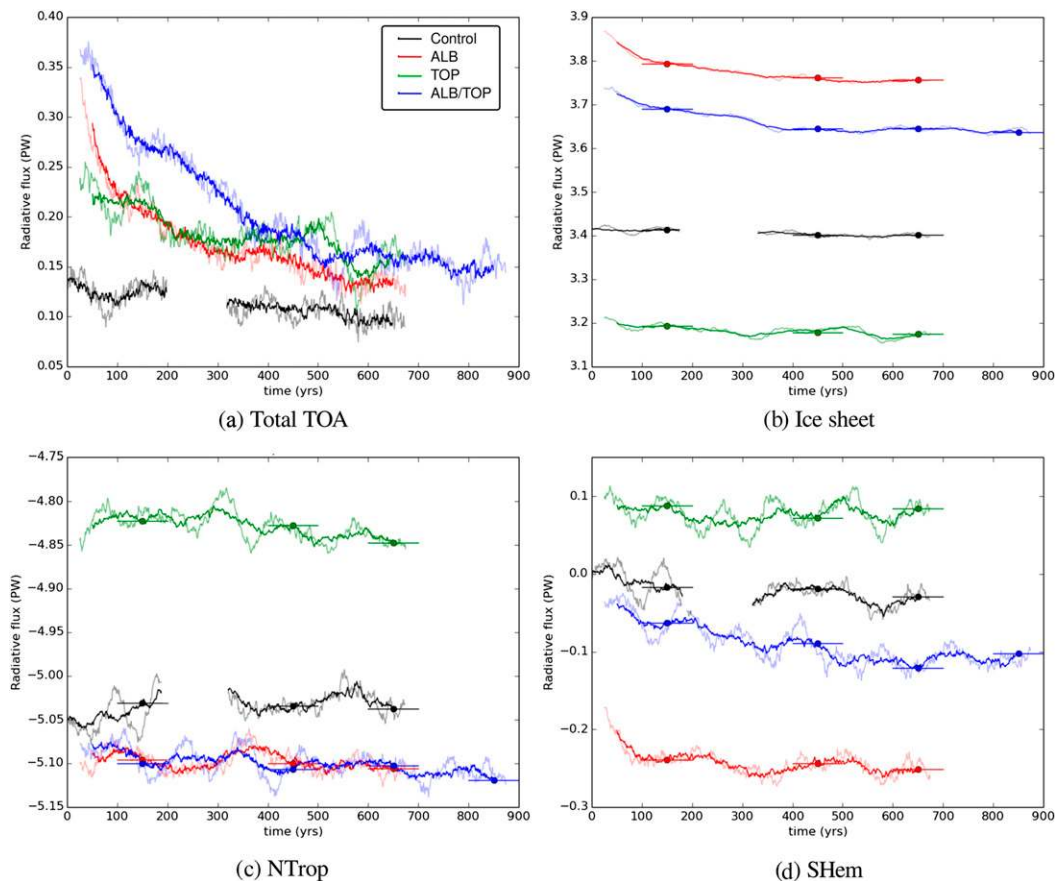 0.40
0.35
0.30
0.25
0.20
0.15
0.10
0.05
Radiative flux (PW)
0 100 200 300 400 500 600 700 800 900
time (yrs)
Control
ALB
TOP
ALB/TOP
(a) Total TOA
3.9
3.8
3.7
3.6
3.5
3.4
3.3
3.2
3.1
Radiative flux (PW)
0 100 200 300 400 500 600 700 800 900
time (yrs)
(b) Ice sheet
−4.75
−4.80
−4.85
−4.90
−4.95
−5.00
−5.05
−5.10
−5.15
Radiative flux (PW)
0 100 200 300 400 500 600 700 800 900
time (yrs)
(c) NTrop
0.1
0.0
−0.1
−0.2
−0.3
Radiative flux (PW)
0 100 200 300 400 500 600 700 800 900
time (yrs)
(d) SHem